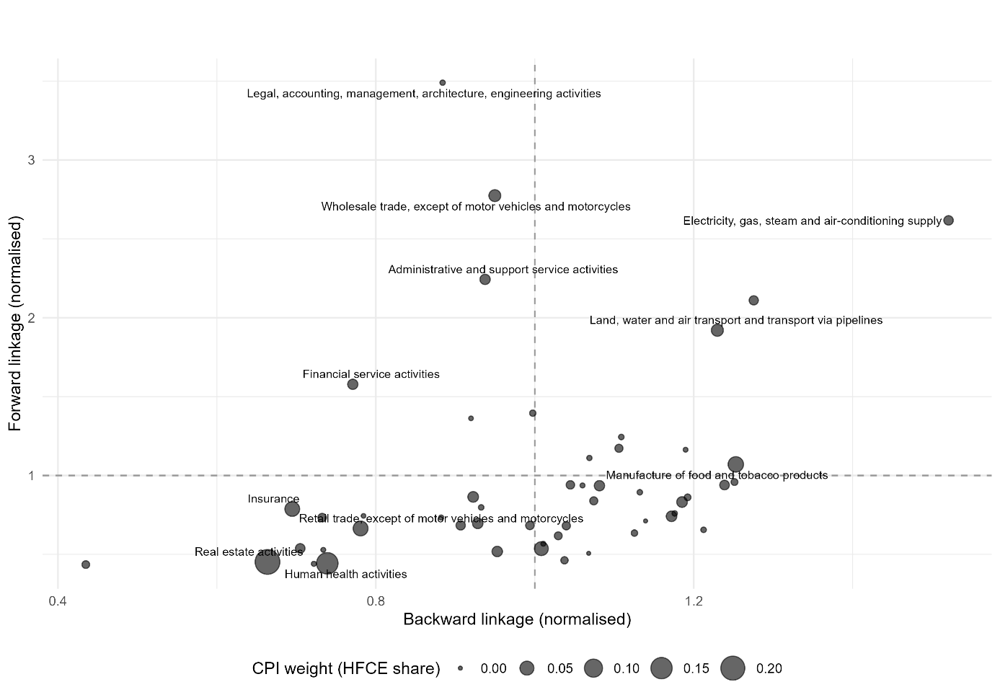 Legal, accounting, management, architecture, engineering activities
3
Wholesale trade, except of motor vehicles and motorcycles
Electricity, gas, steam and air-conditioning supply
Administrative and support service activities
2
Land, water and air transport and transport via pipelines
Financial service activities
1
Manufacture of food and tobacco products
Insurance
Retail trade, except of motor vehicles and motorcycles
Real estate activities
Human health activities
Forward linkage (normalised)
0.4
0.8
1.2
Backward linkage (normalised)
CPI weight (HFCE share) 0.00 0.05 0.10 0.15 0.20